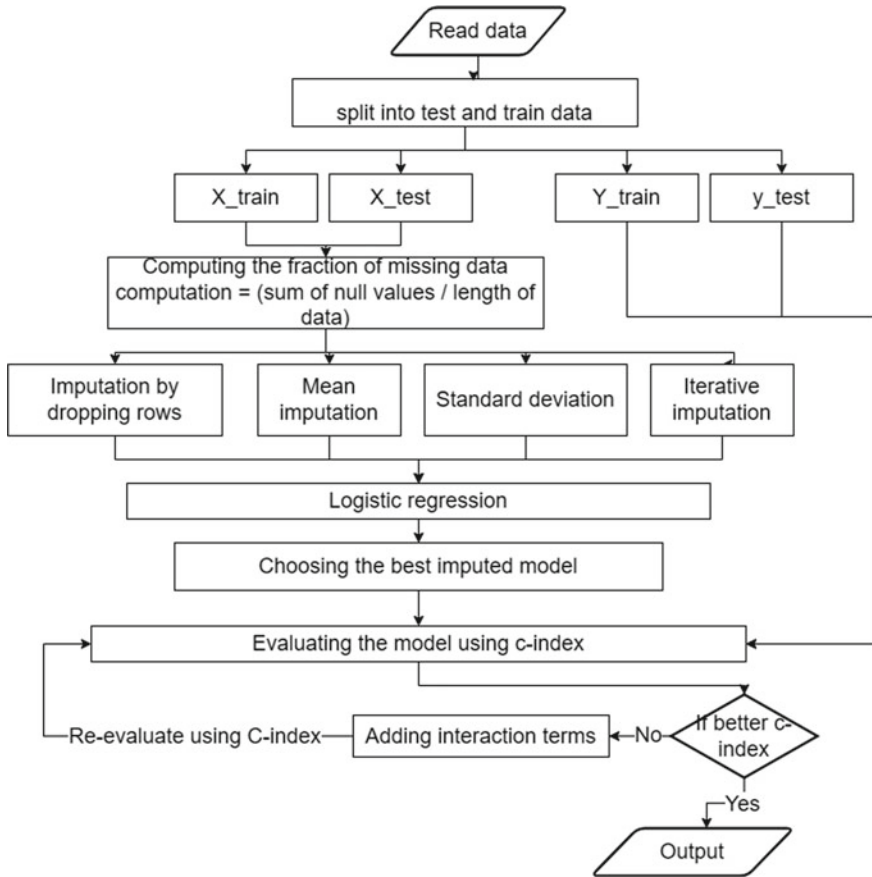 Read data
split into test and train data
X_train
X_test
Y_train
y_test
Computing the fraction of missing data
computation = (sum of null values / length of
data)
Imputation by
dropping rows
Mean
imputation
Standard deviation
Iterative
imputation
Logistic regression
Choosing the best imputed model
Evaluating the model using c-index
If better c-
index
No
Adding interaction terms
Re-evaluate using C-index
Yes
Output